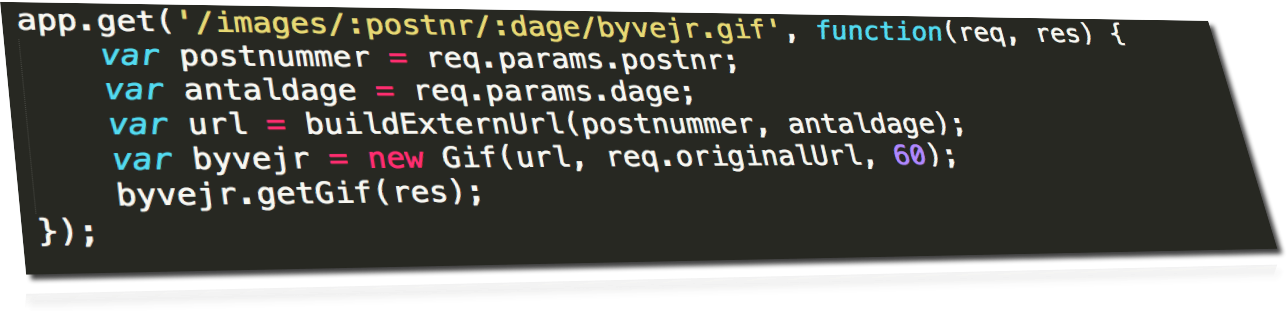 app.get('/images/:postnr/:dage/byvejr.gif', function(req, res) {
    var postnummer = req.params.postnr;
    var antaldage = req.params.dage;
    var url = buildExternUrl(postnummer, antaldage);
    var byvejr = new Gif(url, req.originalUrl, 60);
    byvejr.getGif(res);
});